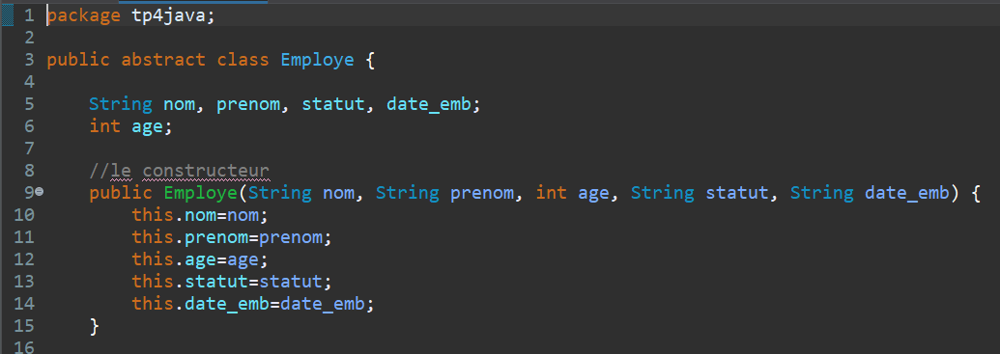 1 package tp4java;
2
3 public abstract class Employe {
4
5     String nom, prenom, statut, date_emb;
6     int age;
7
8     //le constructeur
9     public Employe(String nom, String prenom, int age, String statut, String date_emb) {
10         this.nom=nom;
11         this.prenom=prenom;
12         this.age=age;
13         this.statut=statut;
14         this.date_emb=date_emb;
15     }
16